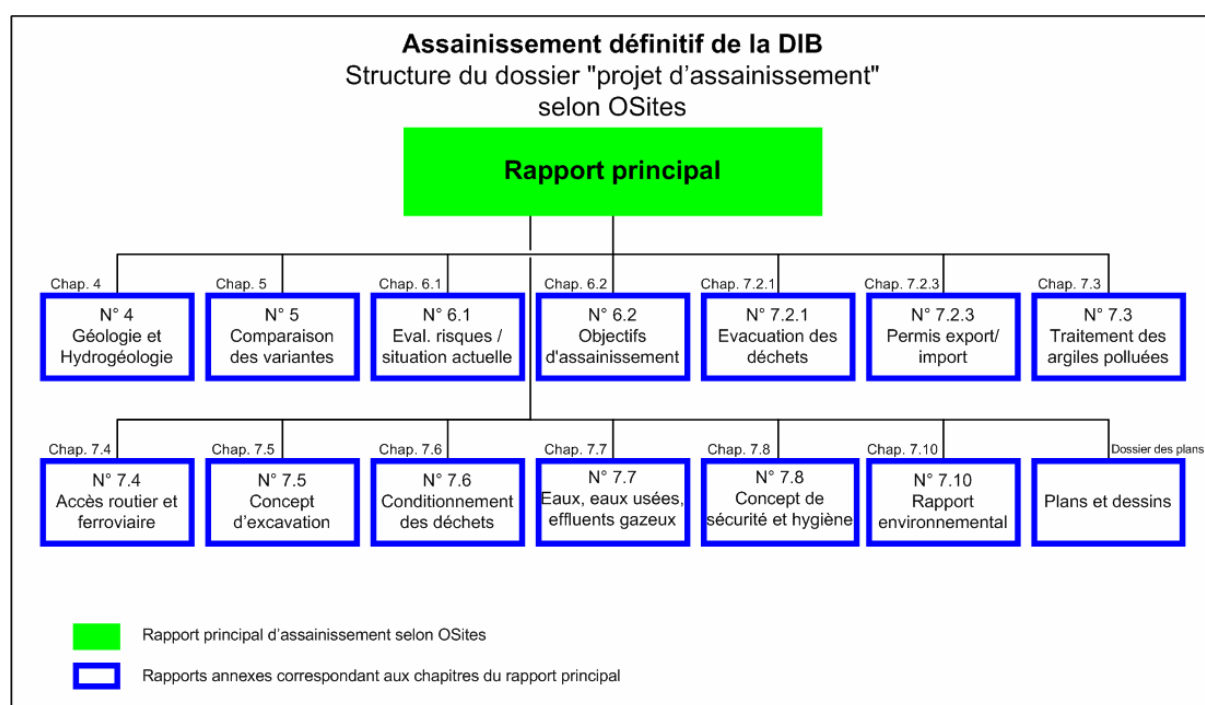 Assainissement définitif de la DIB
Structure du dossier "projet d'assainissement"
selon OSites
Rapport principal
Chap. 4
N° 4
Géologie et
Hydrogéologie
Chap. 5
N° 5
Comparaison
des variantes
Chap. 6.1
N° 6.1
Eval. risques /
situation actuelle
Chap. 6.2
N° 6.2
Objectifs
d'assainissement
Chap. 7.2.1
N° 7.2.1
Evacuation des
déchets
Chap. 7.2.3
N° 7.2.3
Permis export/
import
Chap. 7.3
N° 7.3
Traitement des
argiles polluées
Chap. 7.4
N° 7.4
Accès routier et
ferroviaire
Chap. 7.5
N° 7.5
Concept
d'excavation
Chap. 7.6
N° 7.6
Conditionnement
des déchets
Chap. 7.7
N° 7.7
Eaux, eaux usées,
effluents gazeux
Chap. 7.8
N° 7.8
Concept de
sécurité et hygiène
Chap. 7.10
N° 7.10
Rapport
environnemental
Dossier des plans
Plans et dessins
Rapport principal d'assainissement selon OSites
Rapports annexes correspondant aux chapitres du rapport principal